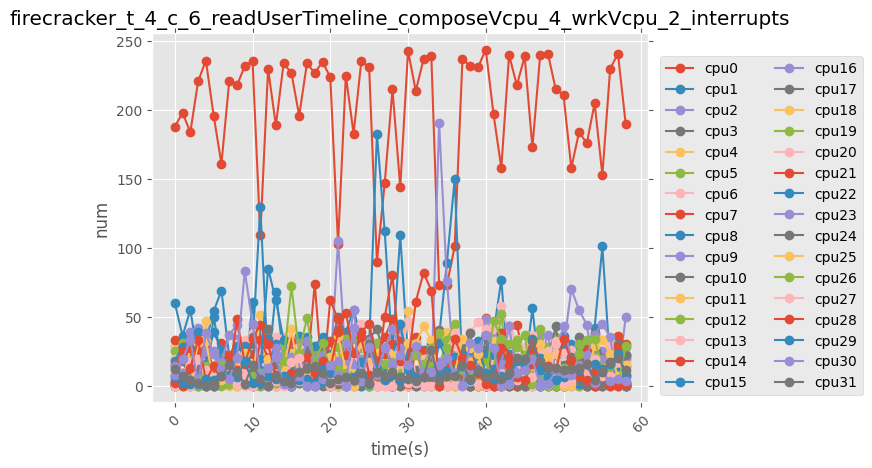 firecracker_t_4_c_6_readUserTimeline_composeVcpu_4_wrkVcpu_2_interrupts
250
200
150
100
50
0
num
0 10 20 30 40 50 60
time(s)
cpu0 cpu16
cpu1 cpu17
cpu2 cpu18
cpu3 cpu19
cpu4 cpu20
cpu5 cpu21
cpu6 cpu22
cpu7 cpu23
cpu8 cpu24
cpu9 cpu25
cpu10 cpu26
cpu11 cpu27
cpu12 cpu28
cpu13 cpu29
cpu14 cpu30
cpu15 cpu31